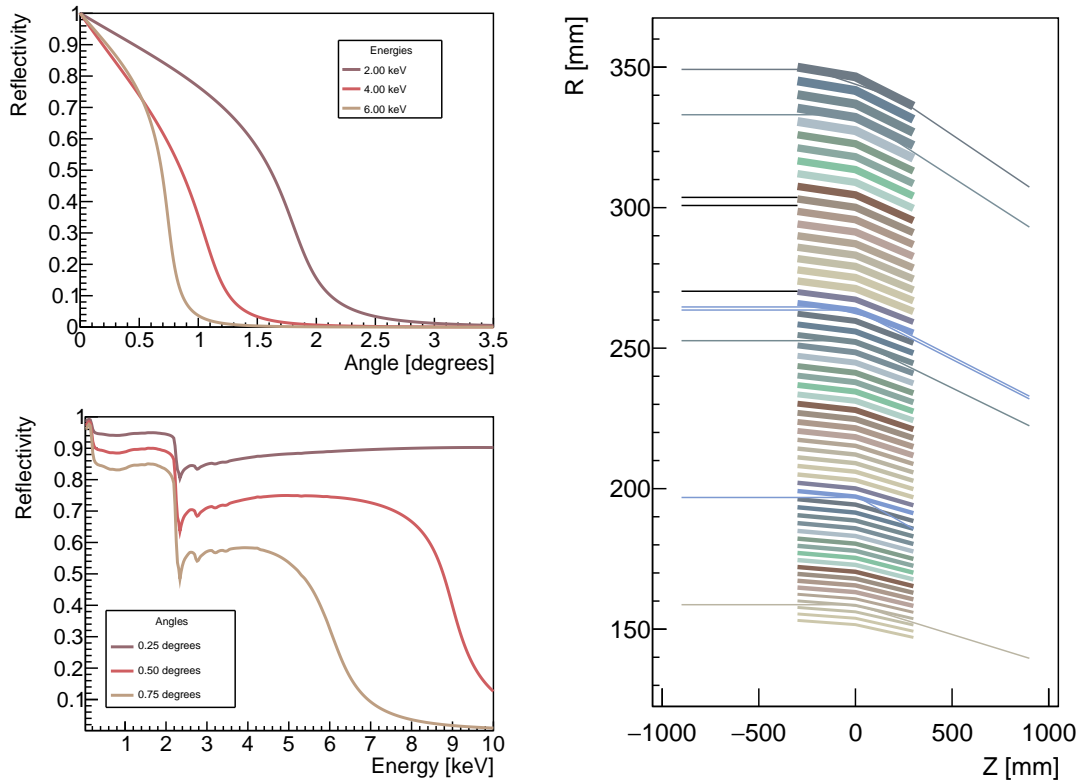 Reflectivity
1
0.9
0.8
0.7
0.6
0.5
0.4
0.3
0.2
0.1
0
Energies
2.00 keV
4.00 keV
6.00 keV
0 0.5 1 1.5 2 2.5 3 3.5
Angle [degrees]
Reflectivity
1
0.9
0.8
0.7
0.6
0.5
0.4
0.3
0.2
0.1
Angles
0.25 degrees
0.50 degrees
0.75 degrees
1 2 3 4 5 6 7 8 9 10
Energy [keV]
R [mm]
350
300
250
200
150
−1000 −500 0 500 1000
Z [mm]